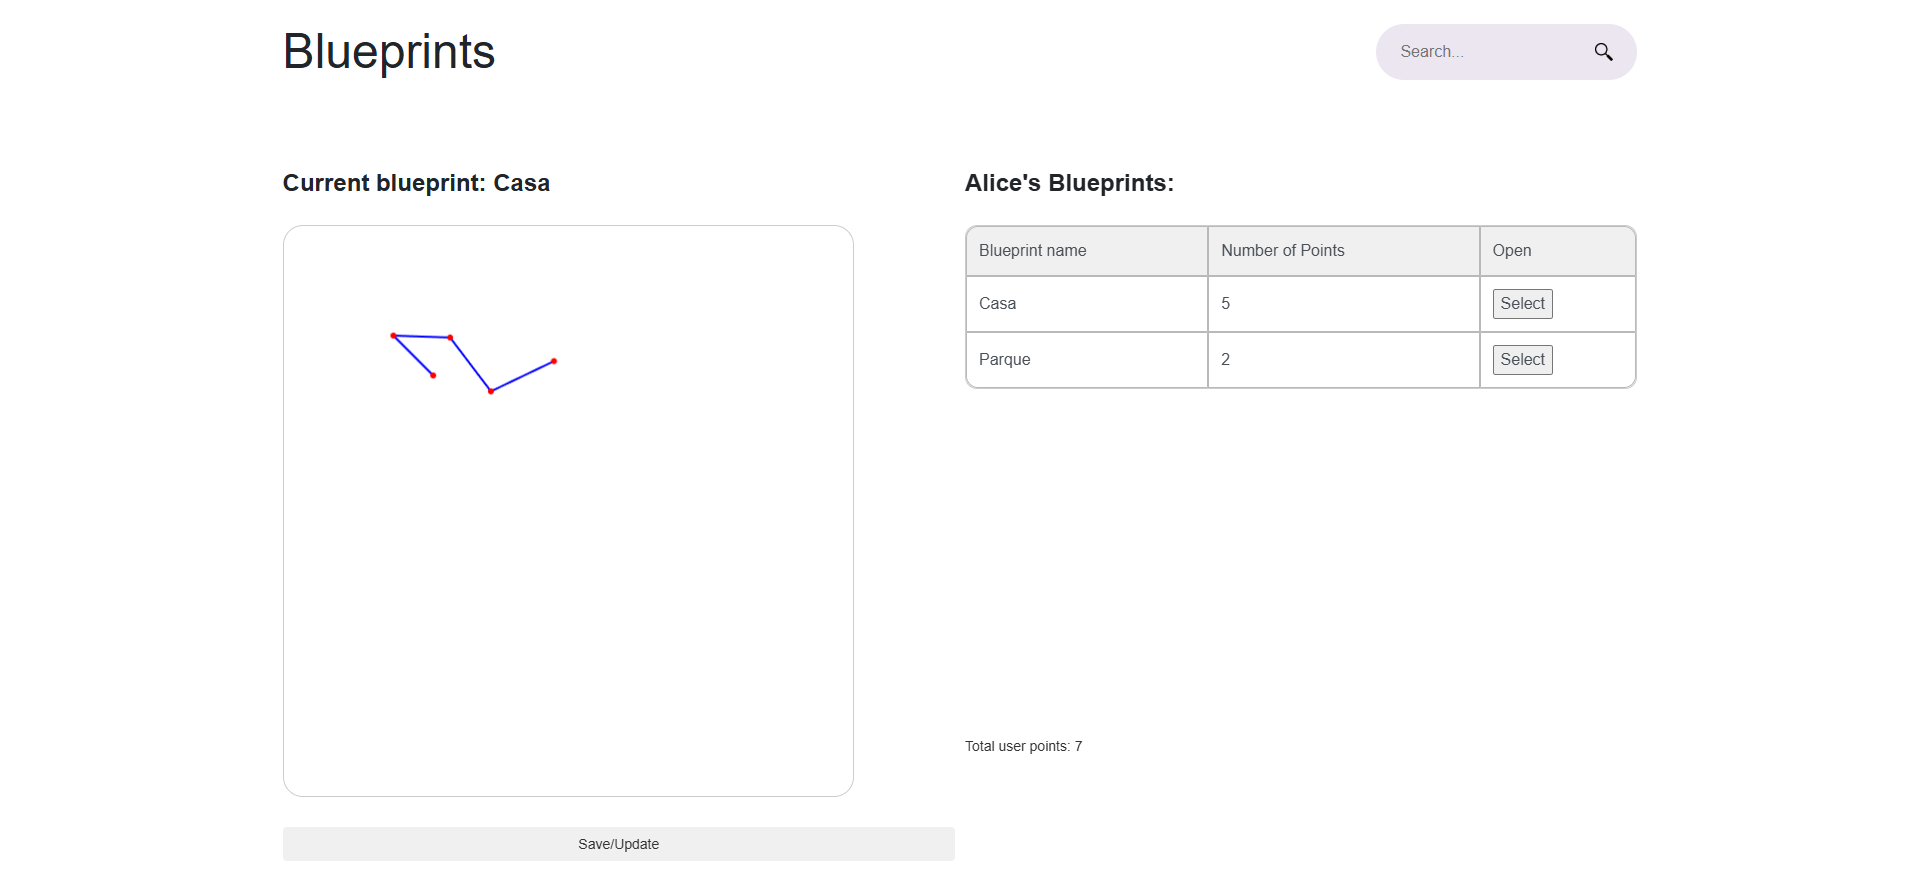 Blueprints
Search...
Current blueprint: Casa
Alice's Blueprints:
Blueprint name Number of Points Open
Casa 5 Select
Parque 2 Select
Total user points: 7
Save/Update